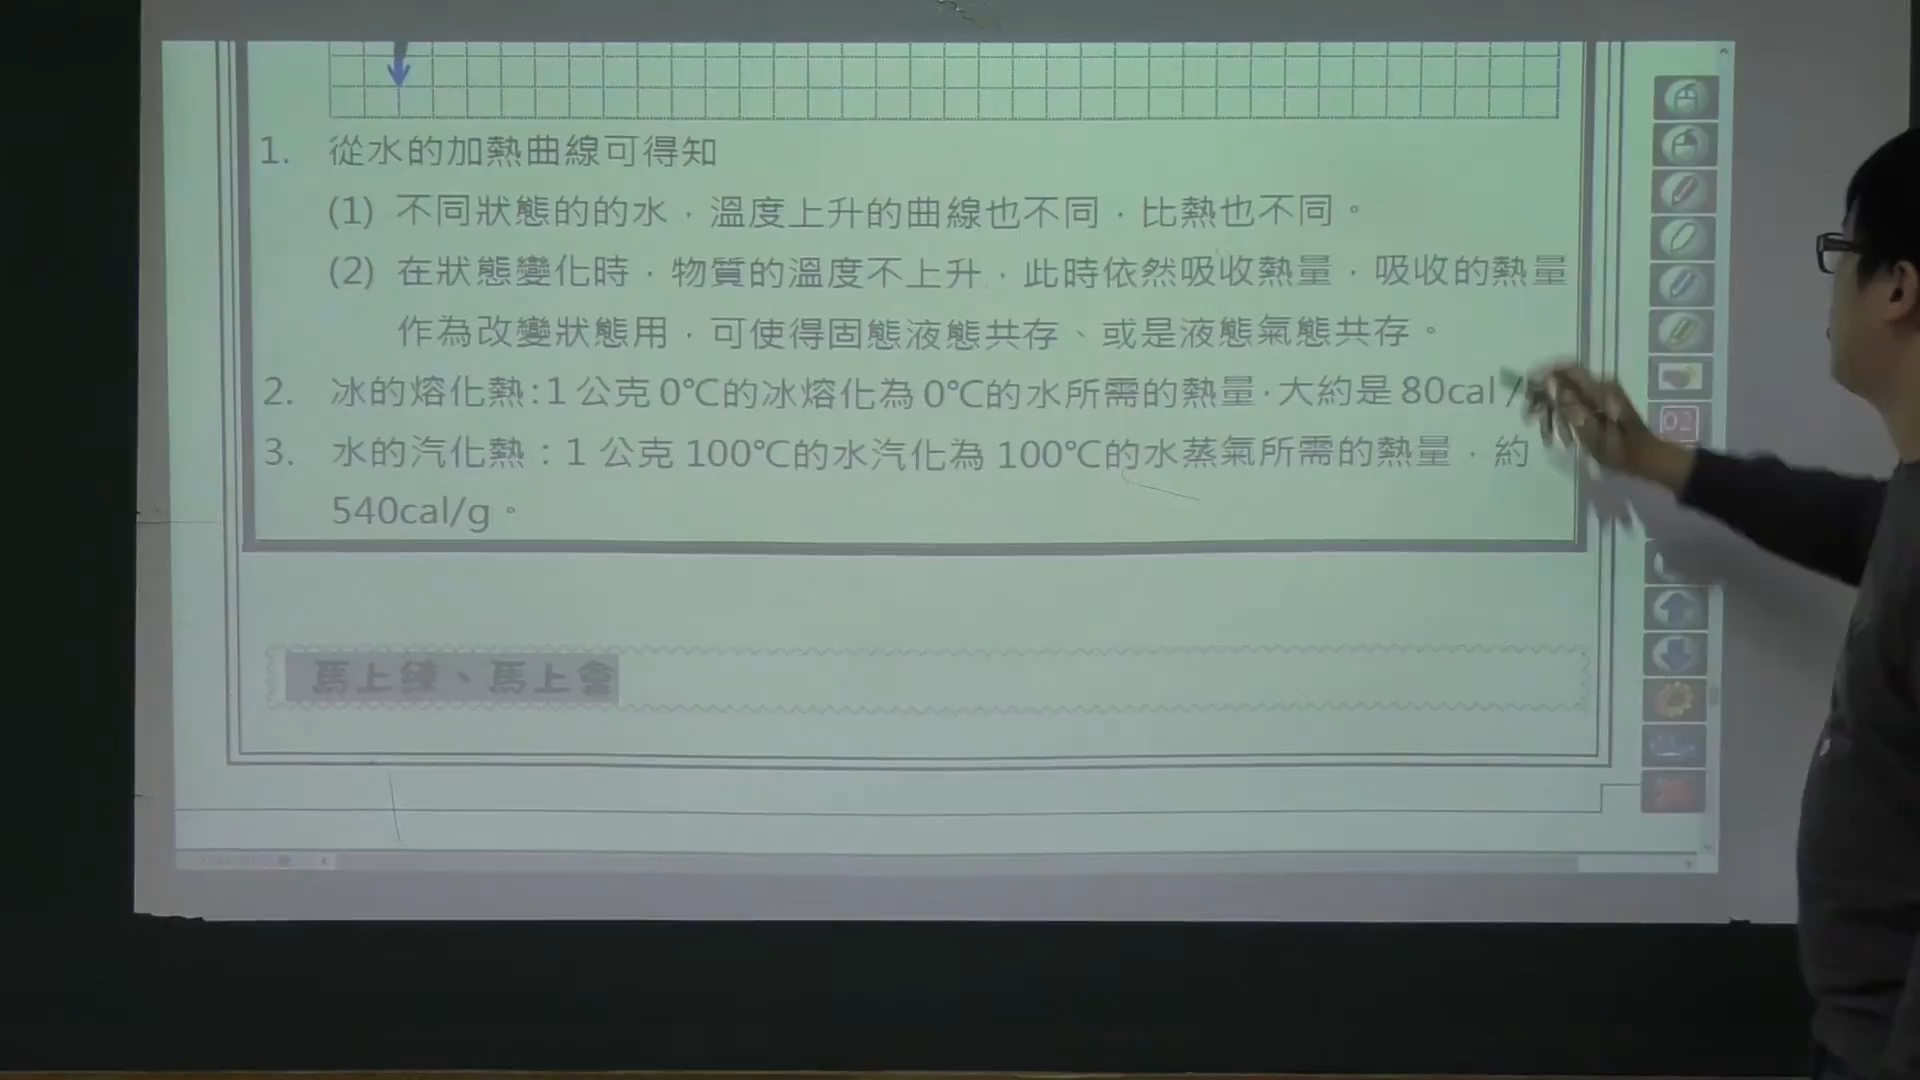 1. 從水的加熱曲線可得知
(1) 不同狀態的的水，溫度上升的曲線也不同，比熱也不同。
(2) 在狀態變化時，物質的溫度不上升，此時依然吸收熱量，吸收的熱量
作為改變狀態用，可使得固態液態共存、或是液態氣態共存。
2. 冰的熔化熱:1 公克 0℃的冰熔化為 0℃的水所需的熱量，大約是 80cal/
3. 水的汽化熱：1 公克 100℃的水汽化為 100℃的水蒸氣所需的熱量，約
540cal/g。
馬上練、馬上會
02